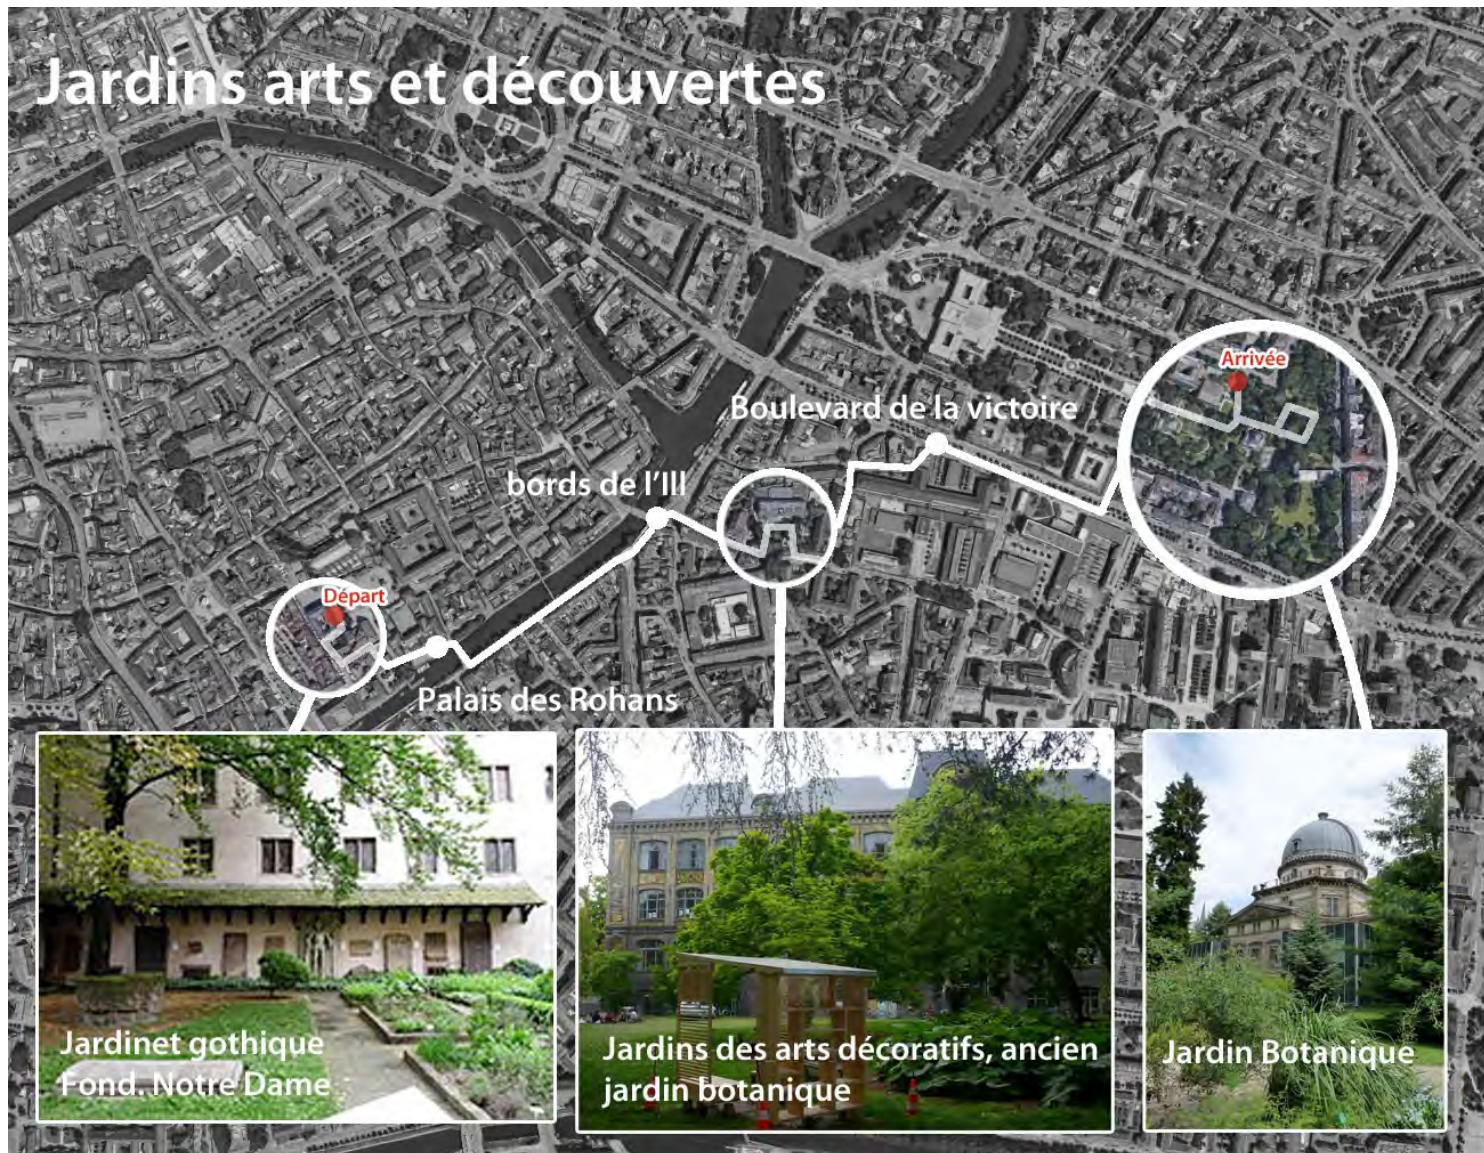 Jardins arts et découvertes
Arrivée
Boulevard de la victoire
bords de l'Ill
Départ
Palais des Rohans
Jardinet gothique
Fond. Notre Dame
Jardins des arts décoratifs, ancien
jardin botanique
Jardin Botanique